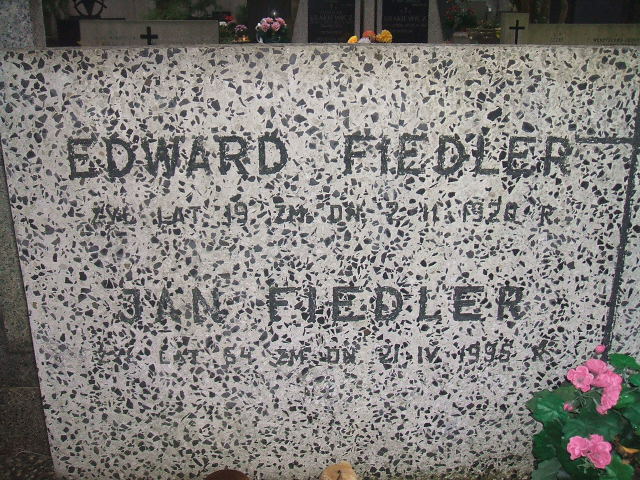 EDWARD FIEDLER
ŻYŁ LAT 19 ZM DN 2 II 1928 R.
JAN FIEDLER
ŻYŁ LAT 64 ZM DN 21 IV 1995 R.